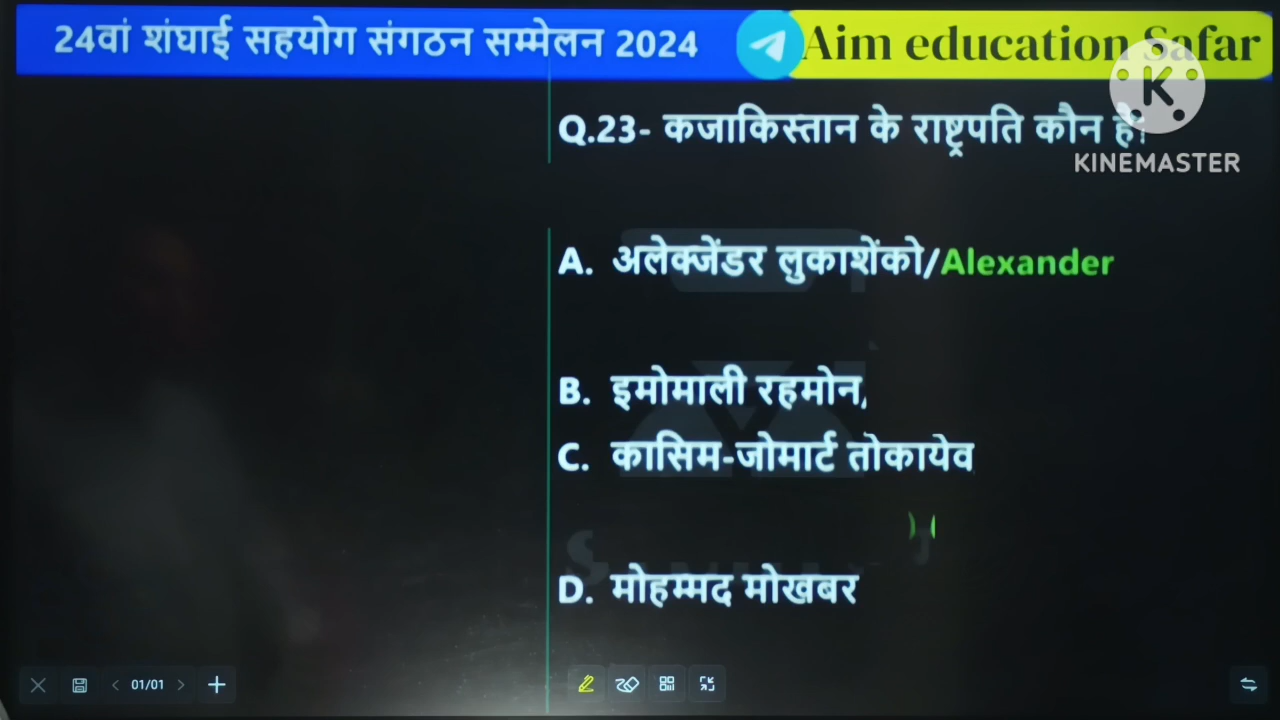 24वां शंघाई सहयोग संगठन सम्मेलन 2024
Aim education Safar
Q.23- कजाकिस्तान के राष्ट्रपति कौन है?
KINEMASTER
A. अलेक्जेंडर लुकाशेंको/Alexander
B. इमोमाली रहमोन,
C. कासिम-जोमार्ट तोकायेव
D. मोहम्मद मोखबर
01/01